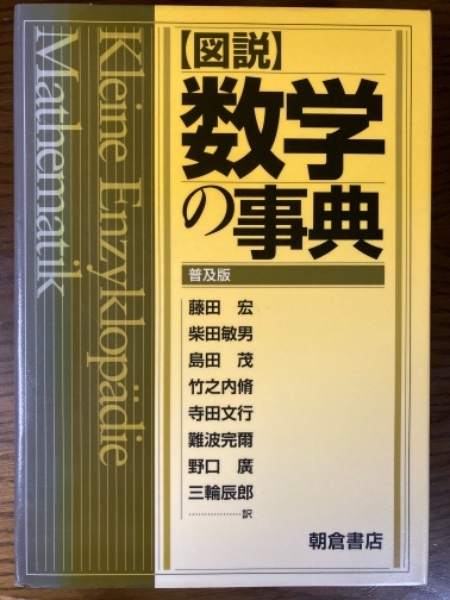 Kleine Enzyklopädie
Mathematik
【図説】
数学
の事典
普及版
藤田 宏
柴田敏男
島田 茂
竹之内脩
寺田文行
難波完爾
野口 廣
三輪辰郎
………………訳
朝倉書店